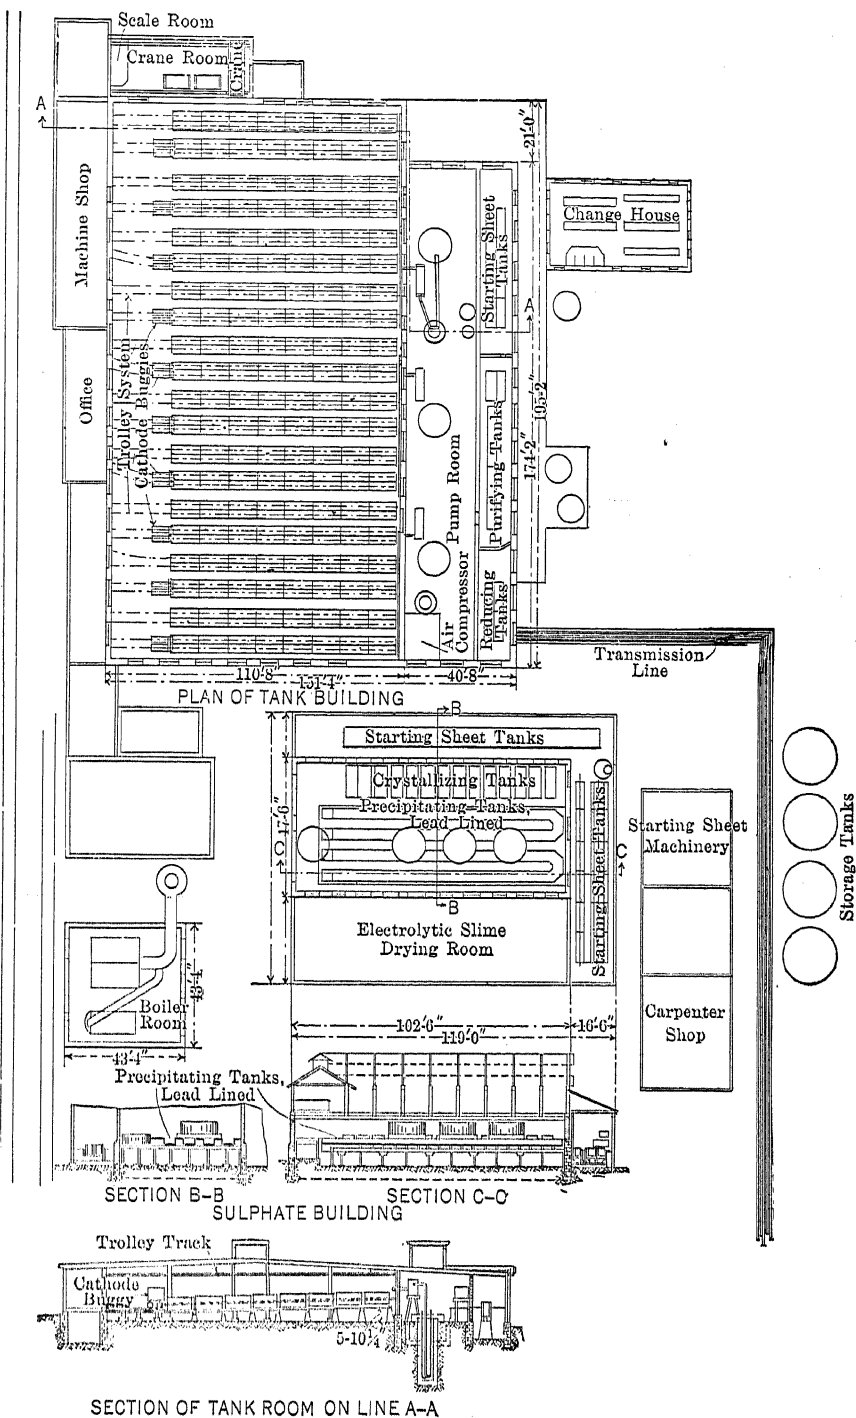 Scale Room
Crane Room
Crane
A
Machine Shop
Office
Trolley System
Cathode Buggies
Pump Room
Air
Compressor
Starting Sheet
Tanks
Purifying Tanks
Reducing
Tanks
21'-0"
A
174'-2"
195'-2"
Change House
Transmission
Line
110'-8"
40'-8"
151'-4"
PLAN OF TANK BUILDING
B
Starting Sheet Tanks
Crystallizing Tanks
Precipitating Tanks,
Lead Lined
C
C
B
Starting Sheet Tanks
Electrolytic Slime
Drying Room
Starting Sheet
Machinery
Carpenter
Shop
Storage Tanks
Boiler
Room
43'-4"
43'-4"
102'-6"
16'-6"
119'-0"
Precipitating Tanks,
Lead Lined
SECTION B-B
SECTION C-C
SULPHATE BUILDING
Trolley Track
Cathode
Buggy
5-10¼"
SECTION OF TANK ROOM ON LINE A-A